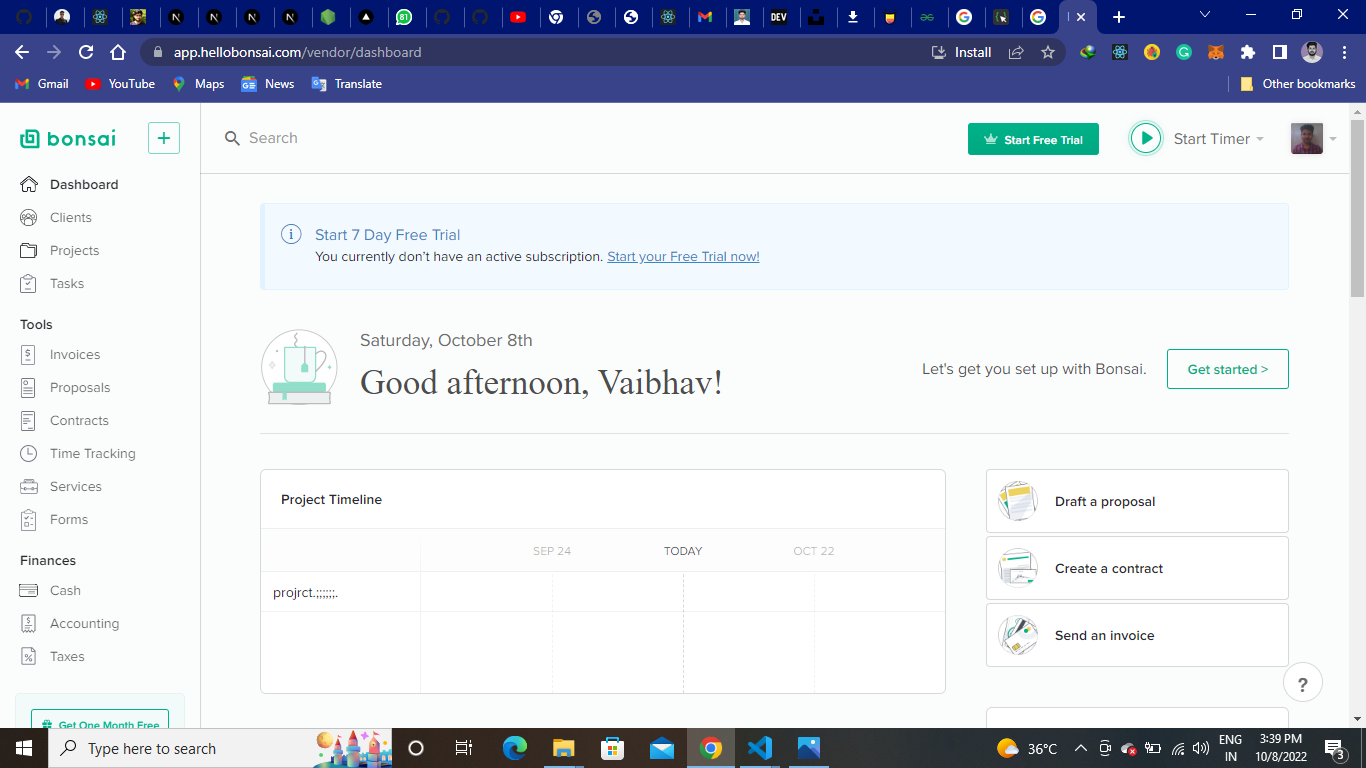 app.hellobonsai.com/vendor/dashboard
Install
Gmail
YouTube
Maps
News
Translate
Other bookmarks
bonsai
+
Search
Start Free Trial
Start Timer
Dashboard
Clients
Projects
Tasks
Tools
Invoices
Proposals
Contracts
Time Tracking
Services
Forms
Finances
Cash
Accounting
Taxes
Get One Month Free
Start 7 Day Free Trial
You currently don't have an active subscription. Start your Free Trial now!
Saturday, October 8th
Good afternoon, Vaibhav!
Let's get you set up with Bonsai.
Get started >
Project Timeline
SEP 24
TODAY
OCT 22
projrct.;;;;;;.
Draft a proposal
Create a contract
Send an invoice
?
Type here to search
36°C
ENG
IN
3:39 PM
10/8/2022
3